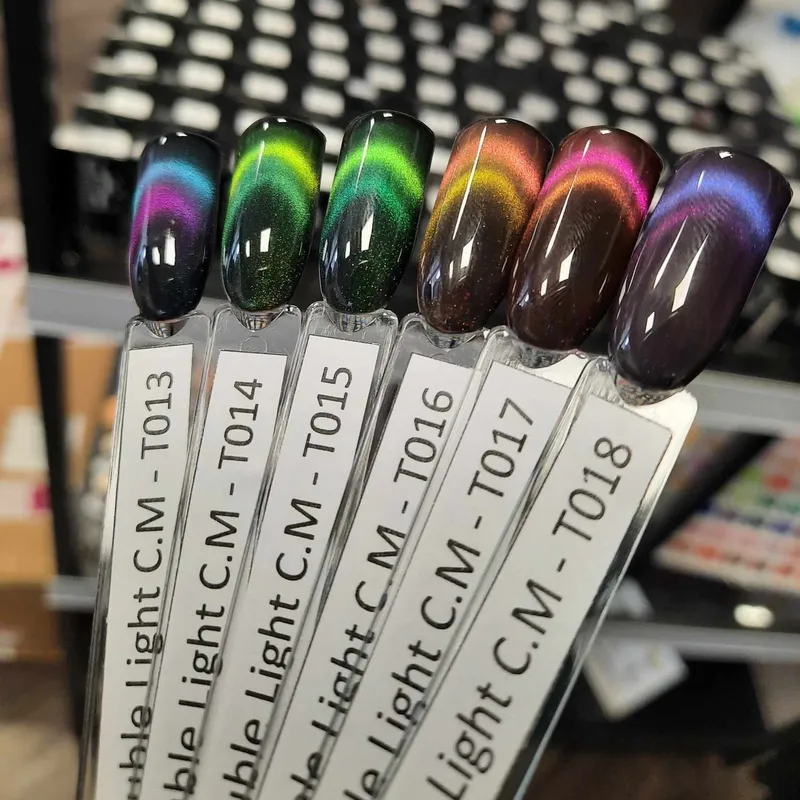 uble Light C.M - T013
ble Light C.M - T014
uble Light C.M - T015
le Light C.M - T016
le Light C.M - T017
Light C.M - T018